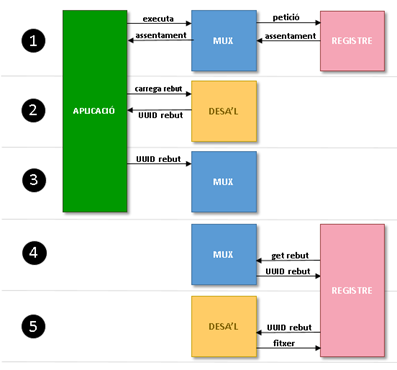 executa
petició
1
MUX
REGISTRE
assentament
assentament
carrega rebut
2
APLICACIÓ
DESA'L
UUID rebut
UUID rebut
3
MUX
4
MUX
get rebut
UUID rebut
REGISTRE
5
DESA'L
UUID rebut
fitxer